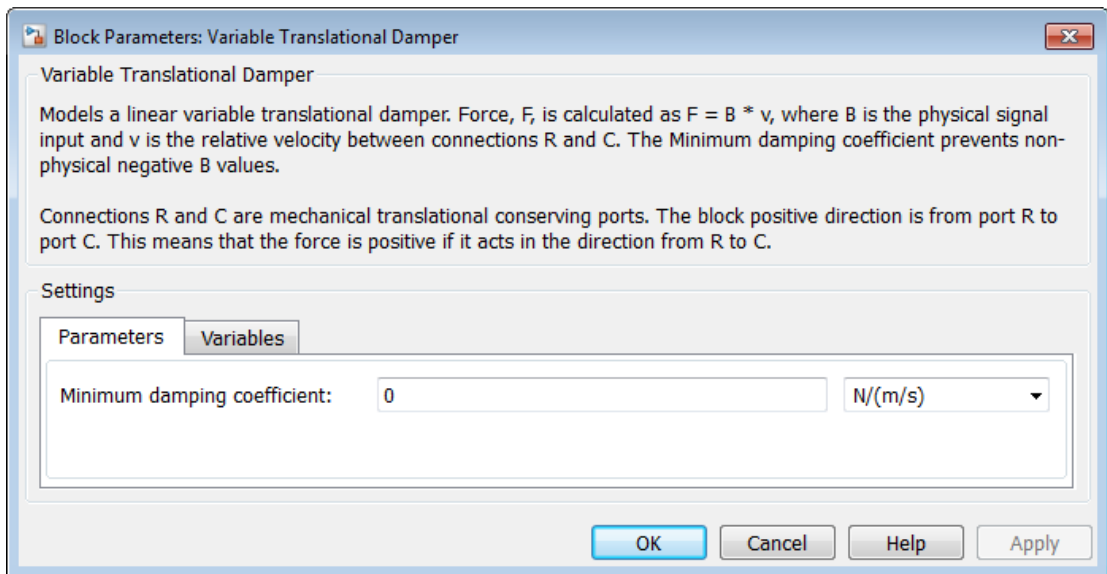 Block Parameters: Variable Translational Damper
Variable Translational Damper
Models a linear variable translational damper. Force, F, is calculated as F = B * v, where B is the physical signal
input and v is the relative velocity between connections R and C. The Minimum damping coefficient prevents non-
physical negative B values.
Connections R and C are mechanical translational conserving ports. The block positive direction is from port R to
port C. This means that the force is positive if it acts in the direction from R to C.
Settings
Parameters Variables
Minimum damping coefficient: 0 N/(m/s)
OK Cancel Help Apply